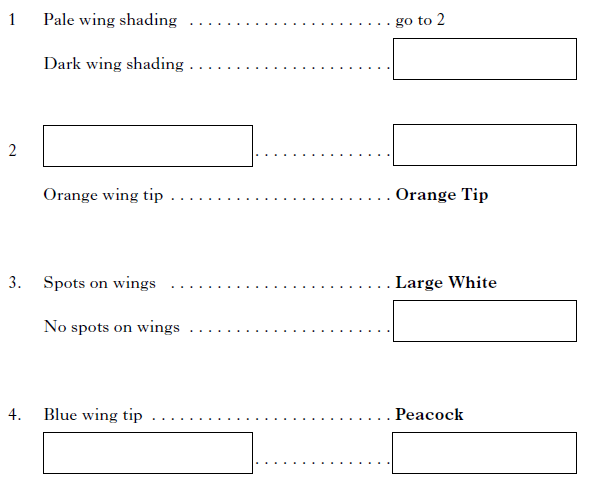 1 Pale wing shading ........................ go to 2
Dark wing shading ........................
2 ...............
Orange wing tip ........................ Orange Tip
3. Spots on wings ........................ Large White
No spots on wings ......................
4. Blue wing tip .......................... Peacock
...............